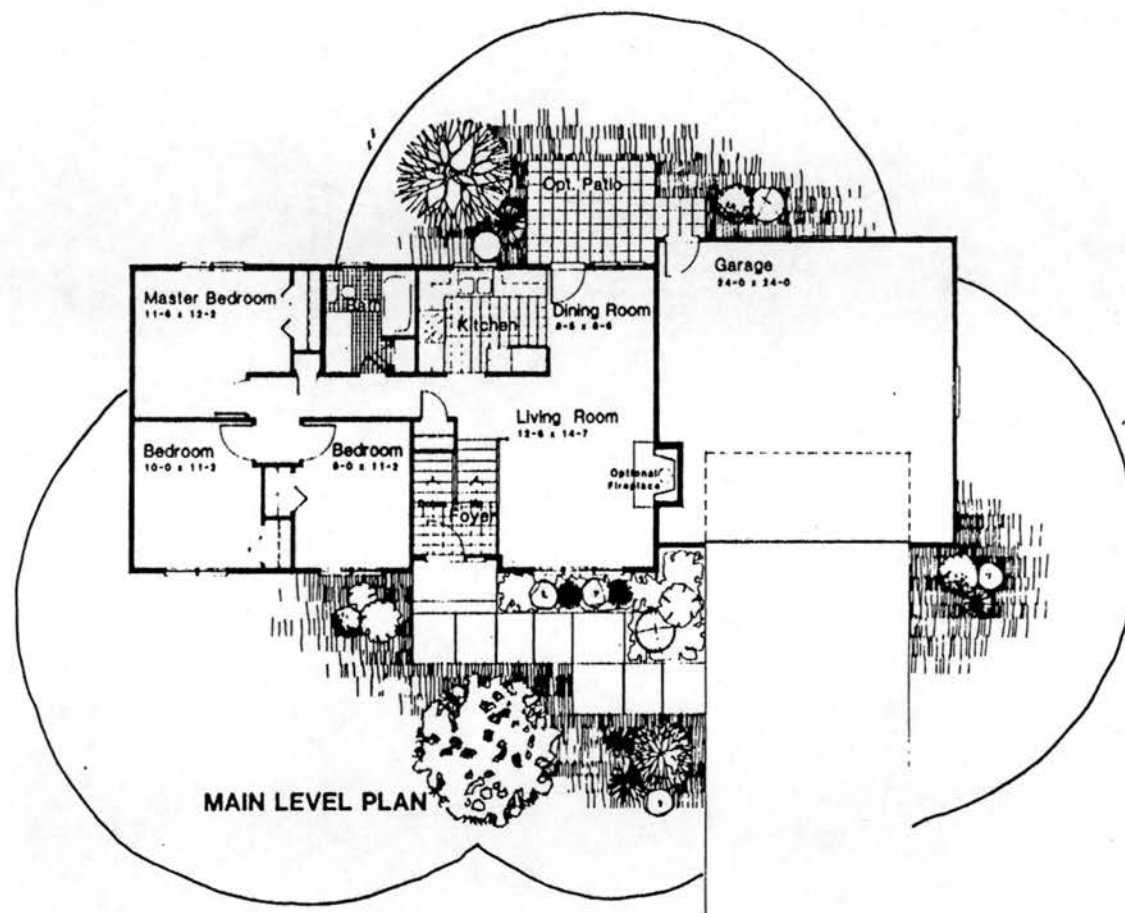 Opt. Patio
Garage
24-0 x 24-0
Master Bedroom
11-6 x 12-2
Bath
Kitchen
Dining Room
Living Room
12-6 x 14-7
Bedroom
10-0 x 11-2
Bedroom
Optional
Fireplace
Foyer
MAIN LEVEL PLAN